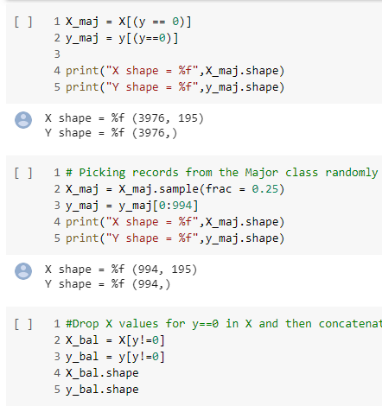 [ ] 1 X_maj = X[(y == 0)]
2 y_maj = y[(y==0)]
3
4 print("X shape = %f",X_maj.shape)
5 print("Y shape = %f",y_maj.shape)
X shape = %f (3976, 195)
Y shape = %f (3976,)
[ ] 1 # Picking records from the Major class randomly
2 X_maj = X_maj.sample(frac = 0.25)
3 y_maj = y_maj[0:994]
4 print("X shape = %f",X_maj.shape)
5 print("Y shape = %f",y_maj.shape)
X shape = %f (994, 195)
Y shape = %f (994,)
[ ] 1 #Drop X values for y==0 in X and then concatenat
2 X_bal = X[y!=0]
3 y_bal = y[y!=0]
4 X_bal.shape
5 y_bal.shape